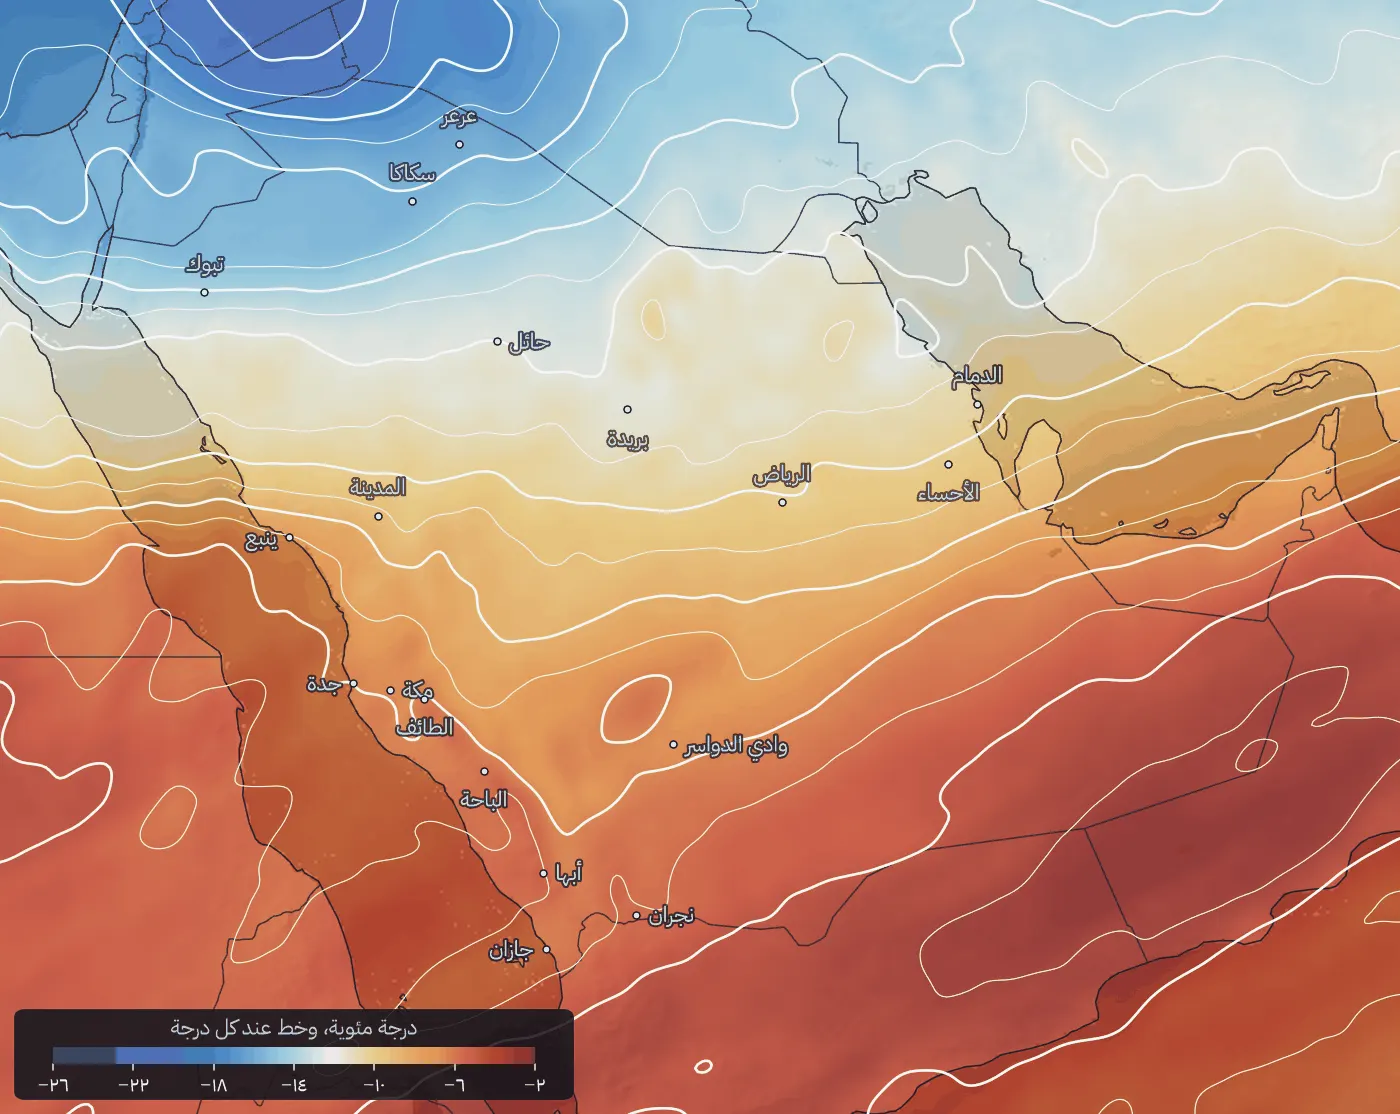 عرعر
سكاكا
تبوك
حائل
الدمام
بريدة
الرياض
الأحساء
المدينة
ينبع
جدة
مكة
الطائف
وادي الدواسر
الباحة
أبها
نجران
جازان
درجة مئوية، وخط عند كل درجة
−٢٦ −٢٢ −١٨ −١٤ −١٠ −٦ −٢